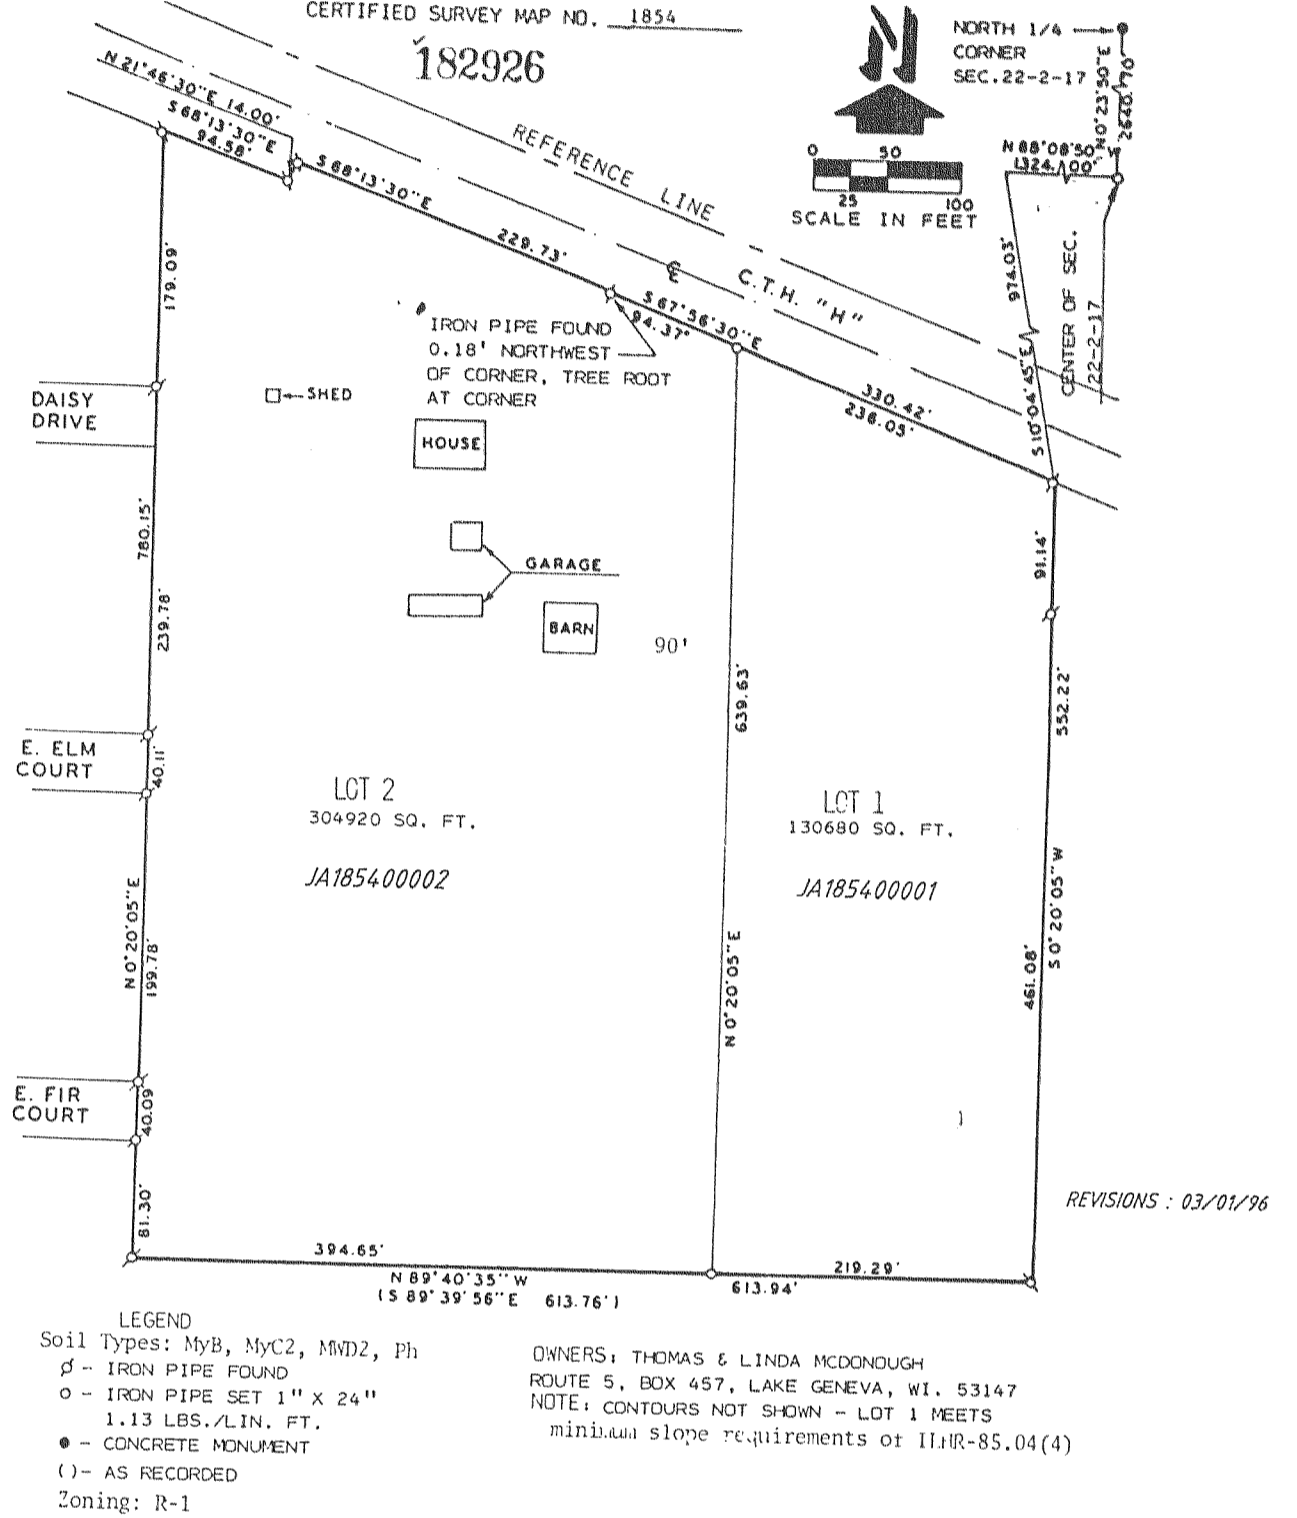 CERTIFIED SURVEY MAP NO. 1854
182926
NORTH 1/4
CORNER
SEC.22-2-17
N 0°23'50"E
2640.70'
N 88°08'50"
1324.00'
0 50
25 100
SCALE IN FEET
N 21°46'30"E 14.00'
S 68°13'30"E
94.58'
S 68°13'30"E
229.73'
REFERENCE LINE
C.T.H. "H"
S 67°56'30"E
94.37'
330.42'
236.05'
974.03'
S 10°04'45"E
CENTER OF SEC.
22-2-17
IRON PIPE FOUND
0.18' NORTHWEST
OF CORNER, TREE ROOT
AT CORNER
179.09'
SHED
HOUSE
DAISY
DRIVE
GARAGE
BARN
90'
780.15'
239.78'
91.14'
639.63'
552.22'
E. ELM
COURT
40.11'
LOT 2
304920 SQ. FT.
JA185400002
LOT 1
130680 SQ. FT.
JA185400001
N 0°20'05"E
199.78'
N 0°20'05"E
S 0°20'05"W
461.08'
E. FIR
COURT
40.09'
81.30'
REVISIONS : 03/01/96
394.65'
N 89°40'35"W
(S 89°39'56"E 613.76')
219.29'
613.94'
LEGEND
Soil Types: MyB, MyC2, MWD2, Ph
Ø - IRON PIPE FOUND
O - IRON PIPE SET 1" X 24"
1.13 LBS./LIN. FT.
● - CONCRETE MONUMENT
( )- AS RECORDED
Zoning: R-1
OWNERS: THOMAS & LINDA MCDONOUGH
ROUTE 5, BOX 457, LAKE GENEVA, WI. 53147
NOTE: CONTOURS NOT SHOWN - LOT 1 MEETS
minimum slope requirements of ILHR-85.04(4)